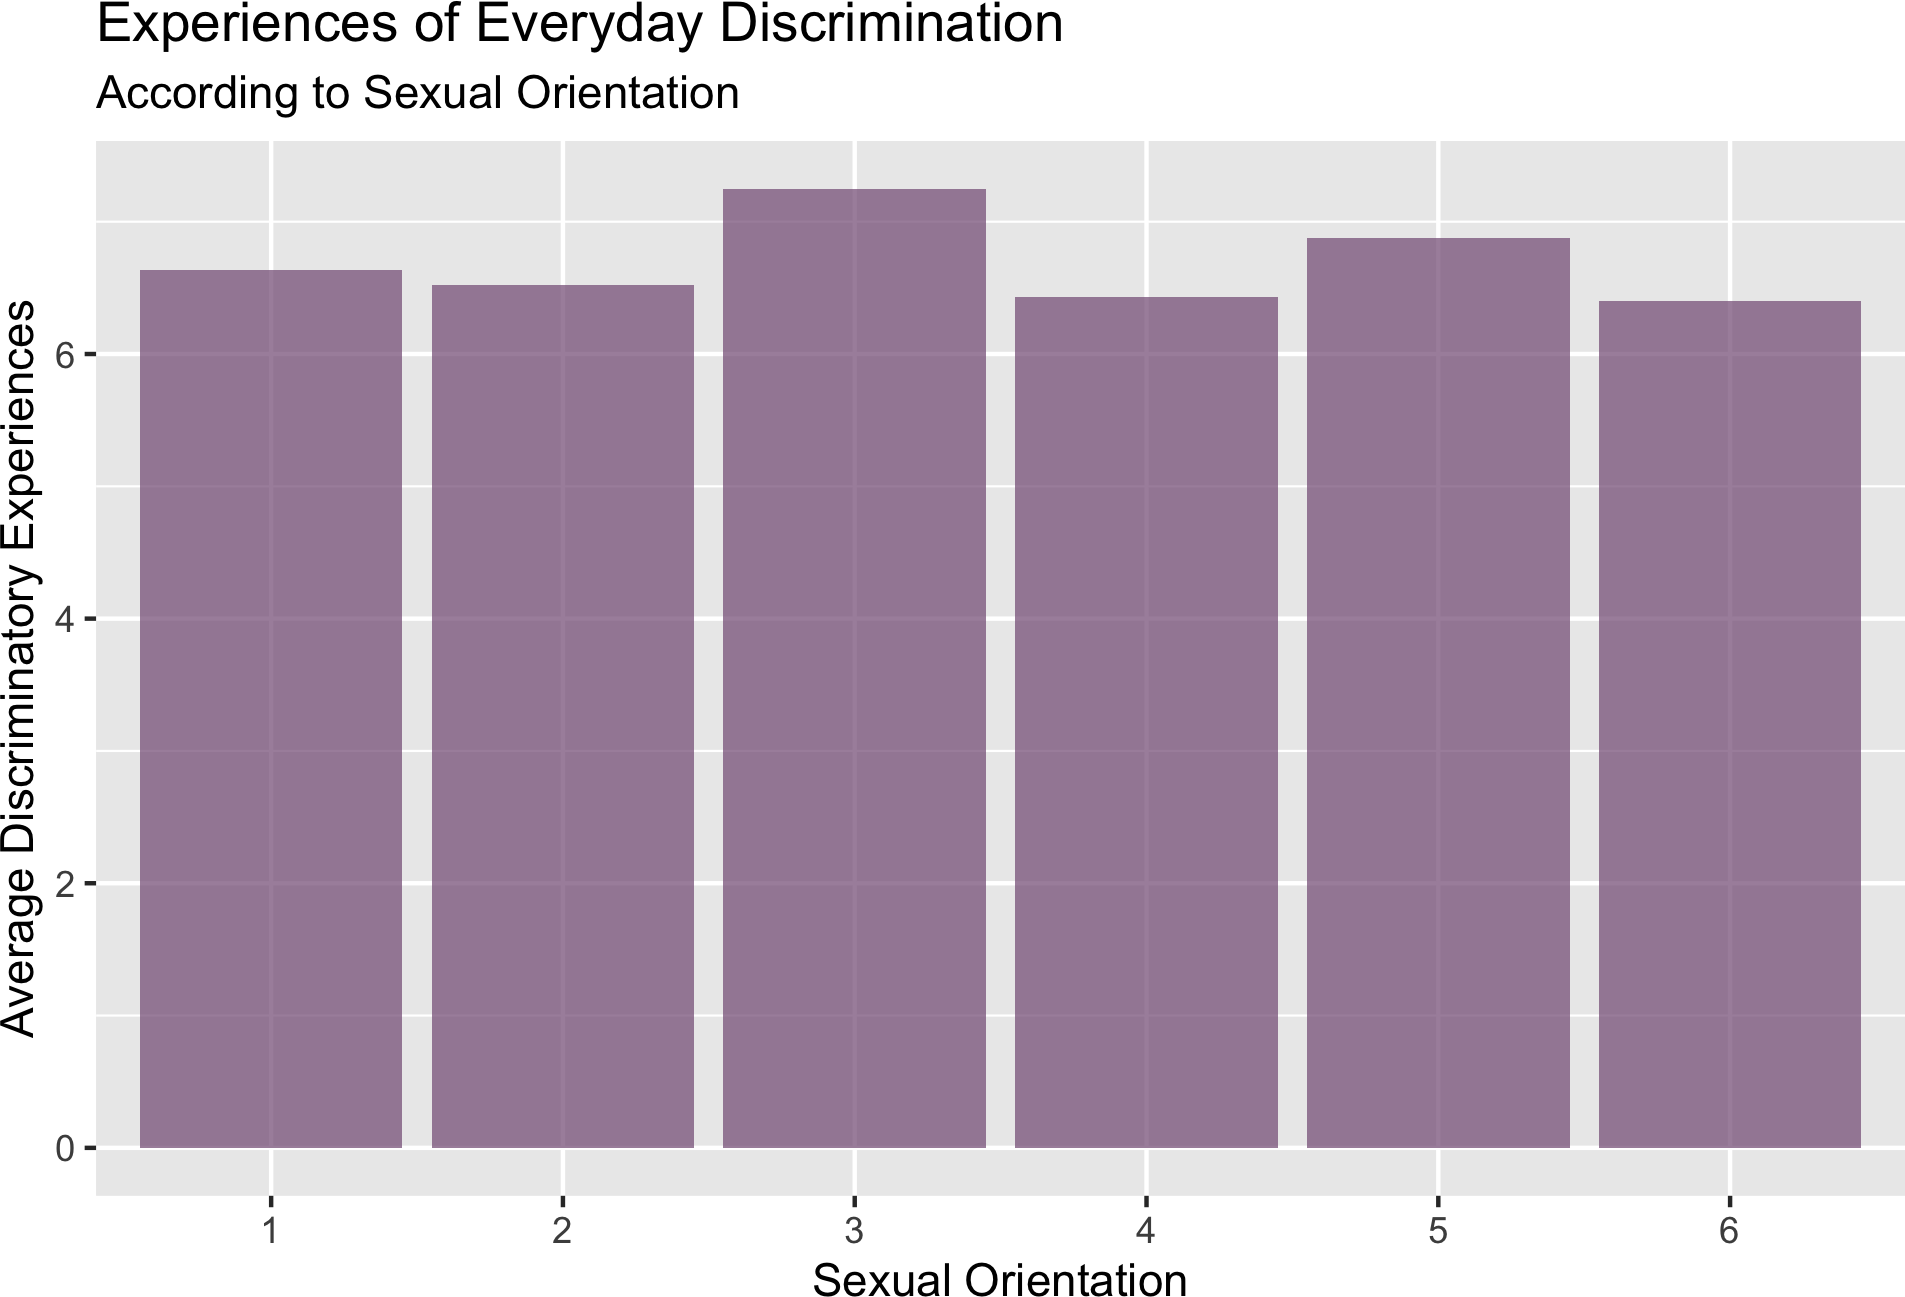 Experiences of Everyday Discrimination
According to Sexual Orientation
Average Discriminatory Experiences
6
4
2
0
1 2 3 4 5 6
Sexual Orientation